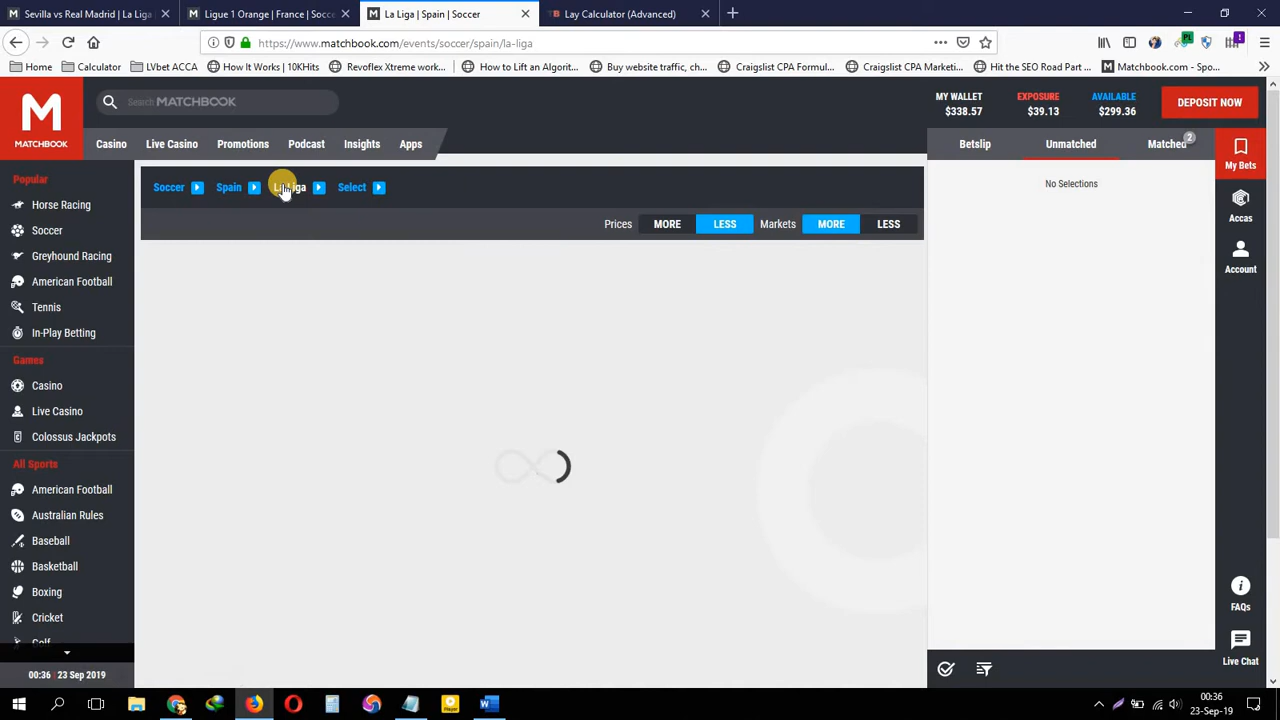 Sevilla vs Real Madrid | La Liga
Ligue 1 Orange | France | Socce
La Liga | Spain | Soccer
TB Lay Calculator (Advanced)
https://www.matchbook.com/events/soccer/spain/la-liga
Home
Calculator
LVbet ACCA
How It Works | 10KHits
Revoflex Xtreme work...
How to Lift an Algorit...
Buy website traffic, ch...
Craigslist CPA Formul...
Craigslist CPA Marketi...
Hit the SEO Road Part ...
Matchbook.com - Spo...
M
MATCHBOOK
Search MATCHBOOK
MY WALLET
$338.57
EXPOSURE
$39.13
AVAILABLE
$299.36
DEPOSIT NOW
Casino
Live Casino
Promotions
Podcast
Insights
Apps
Betslip
Unmatched
Matched
2
My Bets
Popular
Horse Racing
Soccer
Greyhound Racing
American Football
Tennis
In-Play Betting
Games
Casino
Live Casino
Colossus Jackpots
All Sports
American Football
Australian Rules
Baseball
Basketball
Boxing
Cricket
Golf
00:36 | 23 Sep 2019
Soccer
Spain
La Liga
Select
Prices
MORE
LESS
Markets
MORE
LESS
No Selections
Accas
Account
FAQs
Live Chat
00:36
23-Sep-19